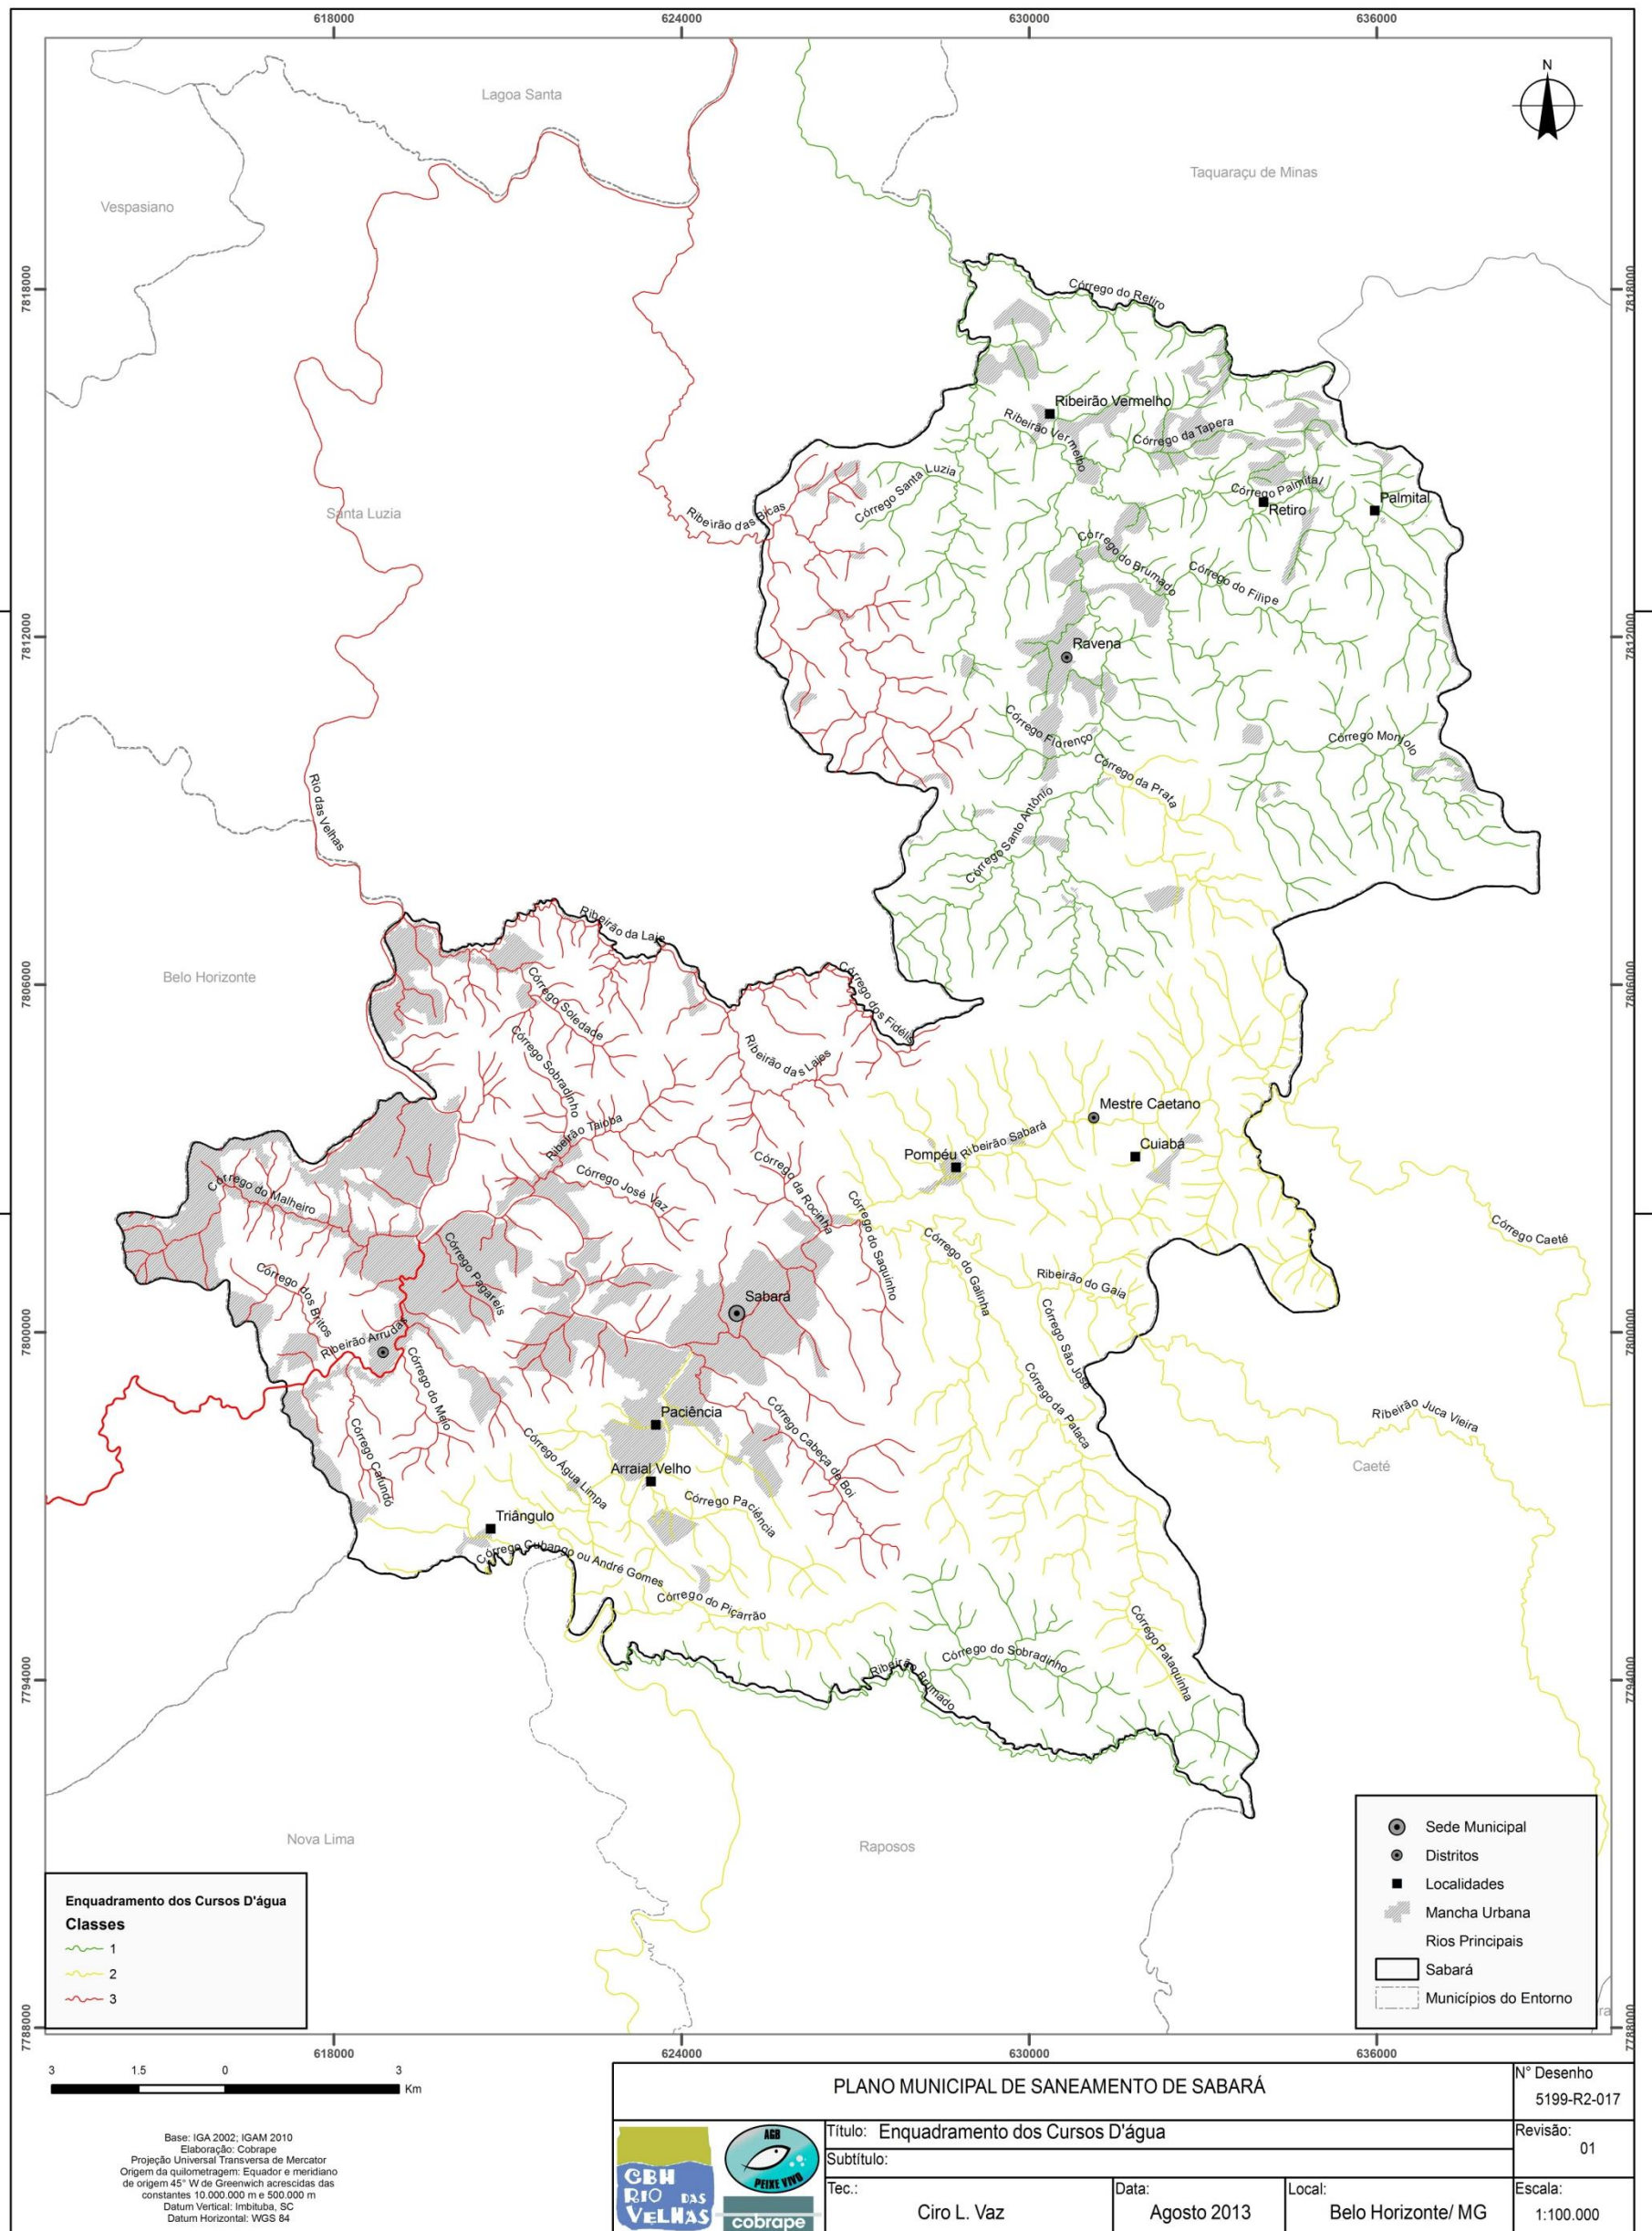 618000
624000
630000
636000
N
Lagoa Santa
Taquaraçu de Minas
Vespasiano
7818000
7818000
Córrego do Retiro
Ribeirão Vermelho
Ribeirão Vermelho
Córrego da Tapera
Córrego Santa Luzia
Córrego Palmital
Palmital
Retiro
Santa Luzia
Ribeirão das Bicas
Córrego do Brumado
Córrego do Filipe
7812000
7812000
Ravena
Córrego Florenço
Córrego Monjolo
Córrego da Prata
Rio das Velhas
Córrego Santo Antônio
Ribeirão da Laje
Belo Horizonte
7806000
7806000
Córrego Soledade
Córrego dos Fidélis
Córrego Sobradinho
Ribeirão das Lajes
Mestre Caetano
Ribeirão Taioba
Ribeirão Sabará
Cuiabá
Pompéu
Córrego do Malheiro
Córrego José Vaz
Córrego da Rocinha
Córrego do Saquinho
Córrego Caeté
Córrego Pagareis
Córrego do Galinha
Córrego dos Britos
Ribeirão do Gaia
Sabará
Córrego São José
7800000
7800000
Ribeirão Arrudas
Córrego do Meio
Córrego da Pataca
Paciência
Córrego Cabeça de Boi
Ribeirão Juca Vieira
Córrego Cafundó
Córrego Água Limpa
Arraial Velho
Caeté
Córrego Paciência
Triângulo
Córrego Cubango ou André Gomes
Córrego do Piçarrão
Córrego Pataquinha
Córrego do Sobradinho
Ribeirão Brumado
7794000
7794000
Nova Lima
Raposos
Sede Municipal
Distritos
Localidades
Mancha Urbana
Rios Principais
Sabará
Municípios do Entorno
ra
Enquadramento dos Cursos D'água
Classes
1
2
3
7788000
7788000
618000
624000
630000
636000
3 1.5 0 3
Km
Base: IGA 2002; IGAM 2010
Elaboração: Cobrape
Projeção Universal Transversa de Mercator
Origem da quilometragem: Equador e meridiano
de origem 45° W de Greenwich acrescidas das
constantes 10.000.000 m e 500.000 m
Datum Vertical: Imbituba, SC
Datum Horizontal: WGS 84
PLANO MUNICIPAL DE SANEAMENTO DE SABARÁ
N° Desenho
5199-R2-017
CBH
RIO DAS
VELHAS
AGB
PEIXE VIVO
cobrape
Título: Enquadramento dos Cursos D'água
Subtítulo:
Revisão:
01
Tec.:
Ciro L. Vaz
Data:
Agosto 2013
Local:
Belo Horizonte/ MG
Escala:
1:100.000